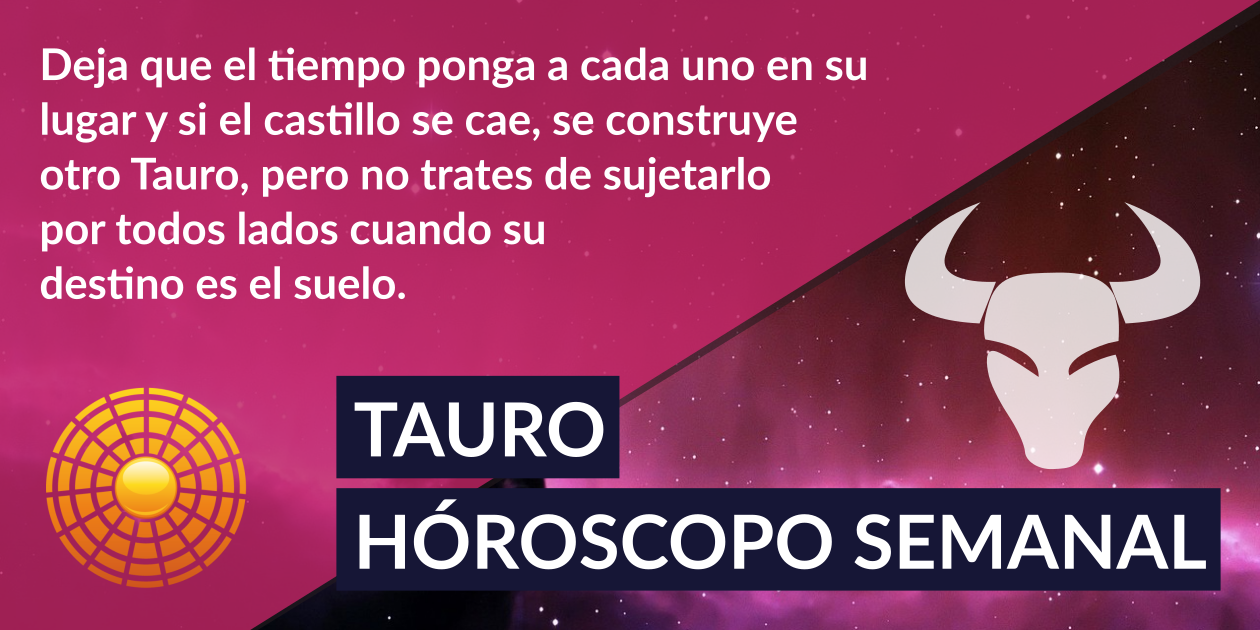 Deja que el tiempo ponga a cada uno en su
lugar y si el castillo se cae, se construye
otro Tauro, pero no trates de sujetarlo
por todos lados cuando su
destino es el suelo.
TAURO
HÓROSCOPO SEMANAL